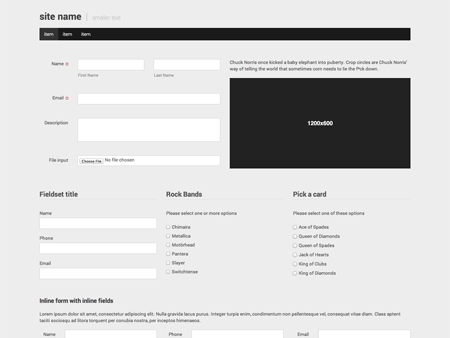 site name | simpler eye
item item item
Name *
First Name
Last Name
Email *
Description
File input Choose File No file chosen
Chuck Norris once kicked a baby elephant into puberty. Crop circles are Chuck Norris'
way of telling the world that sometimes corn needs to lie the f*ck down.
1200x600
Fieldset title
Name
Phone
Email
Rock Bands
Please select one or more options
Chimaira
Metallica
Motörhead
Pantera
Slayer
Switchtense
Pick a card
Please select one of these options
Ace of Spades
Queen of Diamonds
Queen of Spades
Jack of Hearts
King of Clubs
King of Diamonds
Inline form with inline fields
Lorem ipsum dolor sit amet, consectetur adipiscing elit. Nulla gravida lacus purus. Integer turpis enim, condimentum non pellentesque vel, consequat vitae diam. Class aptent
taciti sociosqu ad litora torquent per conubia nostra, per inceptos himenaeos.
Name Phone Email